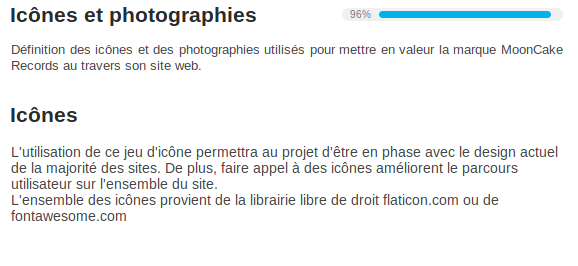 Icônes et photographies
96%
Définition des icônes et des photographies utilisés pour mettre en valeur la marque MoonCake
Records au travers son site web.
Icônes
L'utilisation de ce jeu d'icône permettra au projet d'être en phase avec le design actuel
de la majorité des sites. De plus, faire appel à des icônes améliorent le parcours
utilisateur sur l'ensemble du site.
L'ensemble des icônes provient de la librairie libre de droit flaticon.com ou de
fontawesome.com